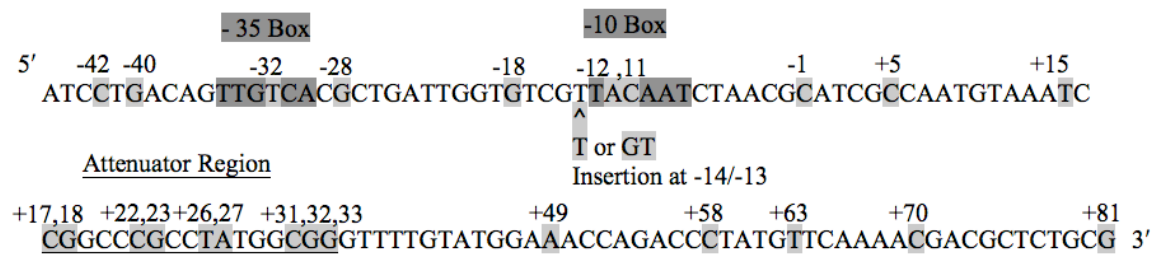 - 35 Box -10 Box
5′ -42 -40 -32 -28 -18 -12 ,11 -1 +5 +15
ATCCTGACAGTTGTCACGCTGATTGGTGTCGTTACAATCTAACGCATCGCCAATGTAAATC
^
T or GT
Attenuator Region
Insertion at -14/-13
+17,18 +22,23 +26,27 +31,32,33 +49 +58 +63 +70 +81
CGGCCCGCCTATGGCGGGTTTTGTATGGAAACCAGACCCTATGTTCAAAACGACGCTCTGCG 3′